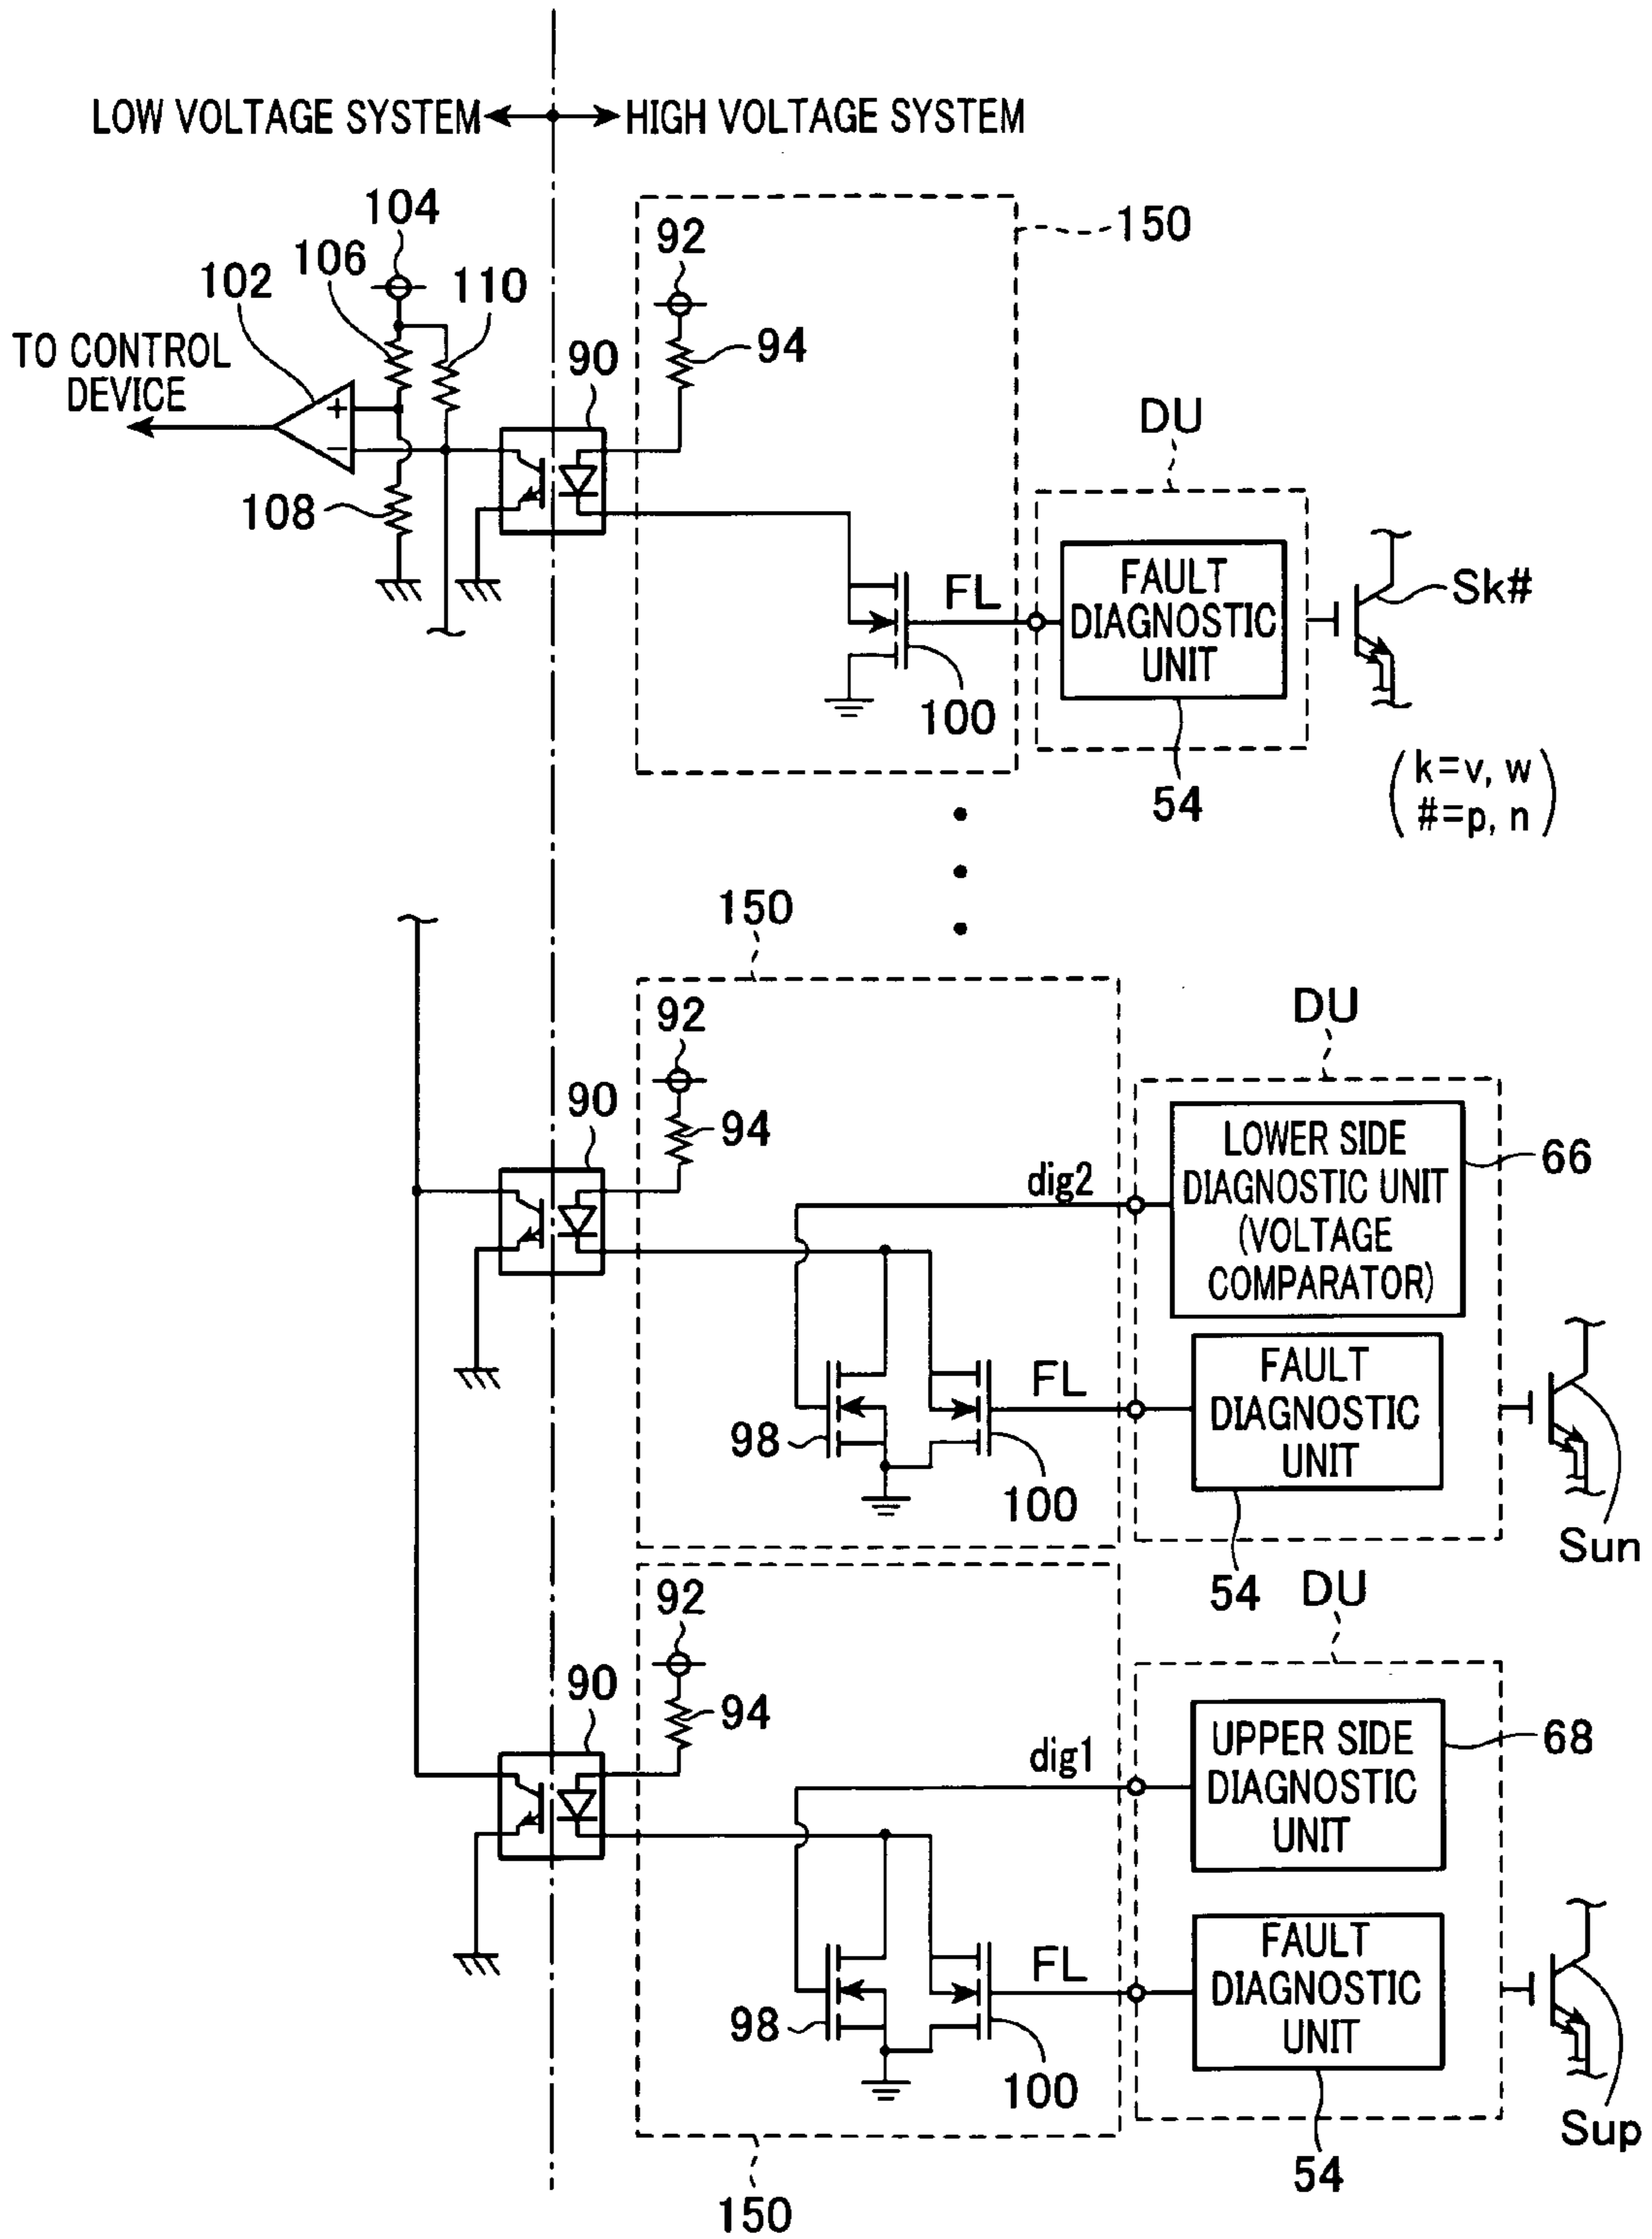 LOW VOLTAGE SYSTEM
HIGH VOLTAGE SYSTEM
104
106
102
110
TO CONTROL
DEVICE
108
90
92
94
150
DU
FL
FAULT
DIAGNOSTIC
UNIT
Sk#
100
54
k=v, w
#=p, n
150
92
94
90
DU
dig2
LOWER SIDE
DIAGNOSTIC UNIT
(VOLTAGE
COMPARATOR)
66
FL
FAULT
DIAGNOSTIC
UNIT
98
100
54
Sun
92
94
90
DU
dig1
UPPER SIDE
DIAGNOSTIC
UNIT
68
FL
FAULT
DIAGNOSTIC
UNIT
98
100
54
Sup
150
+
−